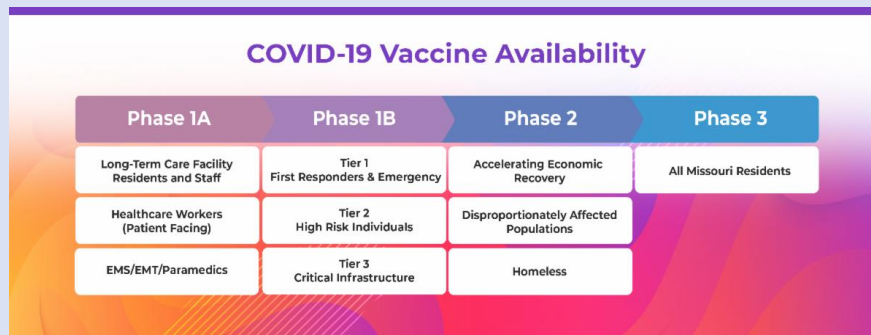 COVID-19 Vaccine Availability
Phase 1A
Phase 1B
Phase 2
Phase 3
Long-Term Care Facility
Residents and Staff
Tier 1
First Responders & Emergency
Accelerating Economic
Recovery
All Missouri Residents
Healthcare Workers
(Patient Facing)
Tier 2
High Risk Individuals
Disproportionately Affected
Populations
EMS/EMT/Paramedics
Tier 3
Critical Infrastructure
Homeless